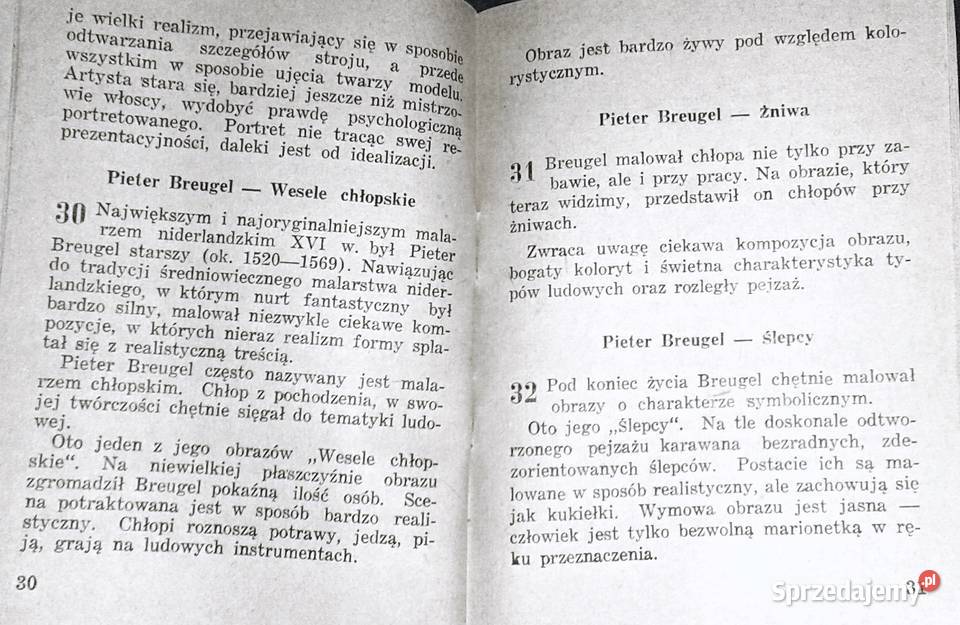 je wielki realizm, przejawiający się w sposobie
odtwarzania szczegółów stroju, a przede
wszystkim w sposobie ujęcia twarzy modelu.
Artysta stara się, bardziej jeszcze niż mistrzo-
wie włoscy, wydobyć prawdę psychologiczną
portretowanego. Portret nie tracąc swej re-
prezentacyjności, daleki jest od idealizacji.
Pieter Breugel — Wesele chłopskie
30 Największym i najoryginalniejszym mala-
rzem niderlandzkim XVI w. był Pieter
Breugel starszy (ok. 1520—1569). Nawiązując
do tradycji średniowiecznego malarstwa nider-
landzkiego, w którym nurt fantastyczny był
bardzo silny, malował niezwykle ciekawe kom-
pozycje, w których nieraz realizm formy spla-
tał się z realistyczną treścią.
Pieter Breugel często nazywany jest mala-
rzem chłopskim. Chłop z pochodzenia, w swo-
jej twórczości chętnie sięgał do tematyki ludo-
wej.
Oto jeden z jego obrazów „Wesele chłop-
skie“. Na niewielkiej płaszczyźnie obrazu
zgromadził Breugel pokaźną ilość osób. Sce-
na potraktowana jest w sposób bardzo reali-
styczny. Chłopi roznoszą potrawy, jedzą, pi-
ją, grają na ludowych instrumentach.
30
Obraz jest bardzo żywy pod względem kolo-
rystycznym.
Pieter Breugel — Żniwa
31 Breugel malował chłopa nie tylko przy za-
bawie, ale i przy pracy. Na obrazie, który
teraz widzimy, przedstawił on chłopów przy
żniwach.
Zwraca uwagę ciekawa kompozycja obrazu,
bogaty koloryt i świetna charakterystyka ty-
pów ludowych oraz rozległy pejzaż.
Pieter Breugel — Ślepcy
32 Pod koniec życia Breugel chętnie malował
obrazy o charakterze symbolicznym.
Oto jego „Ślepcy“. Na tle doskonale odtwo-
rzonego pejzażu karawana bezradnych, zde-
zorientowanych ślepców. Postacie ich są ma-
lowane w sposób realistyczny, ale zachowują się
jak kukiełki. Wymowa obrazu jest jasna —
człowiek jest tylko bezwolną marionetką w rę-
ku przeznaczenia.
31
Sprzedajemy.pl